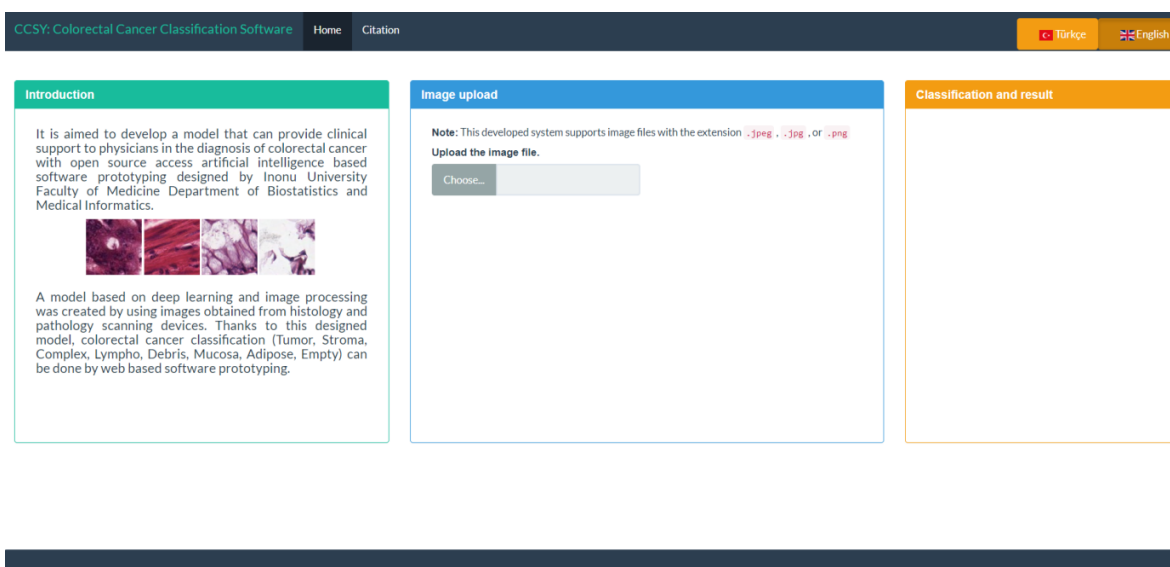 CCSY: Colorectal Cancer Classification Software Home Citation Türkçe English
Introduction
It is aimed to develop a model that can provide clinical
support to physicians in the diagnosis of colorectal cancer
with open source access artificial intelligence based
software prototyping designed by Inonu University
Faculty of Medicine Department of Biostatistics and
Medical Informatics.
A model based on deep learning and image processing
was created by using images obtained from histology and
pathology scanning devices. Thanks to this designed
model, colorectal cancer classification (Tumor, Stroma,
Complex, Lympho, Debris, Mucosa, Adipose, Empty) can
be done by web based software prototyping.
Image upload
Note: This developed system supports image files with the extension .jpeg , .jpg , or .png
Upload the image file.
Choose...
Classification and result